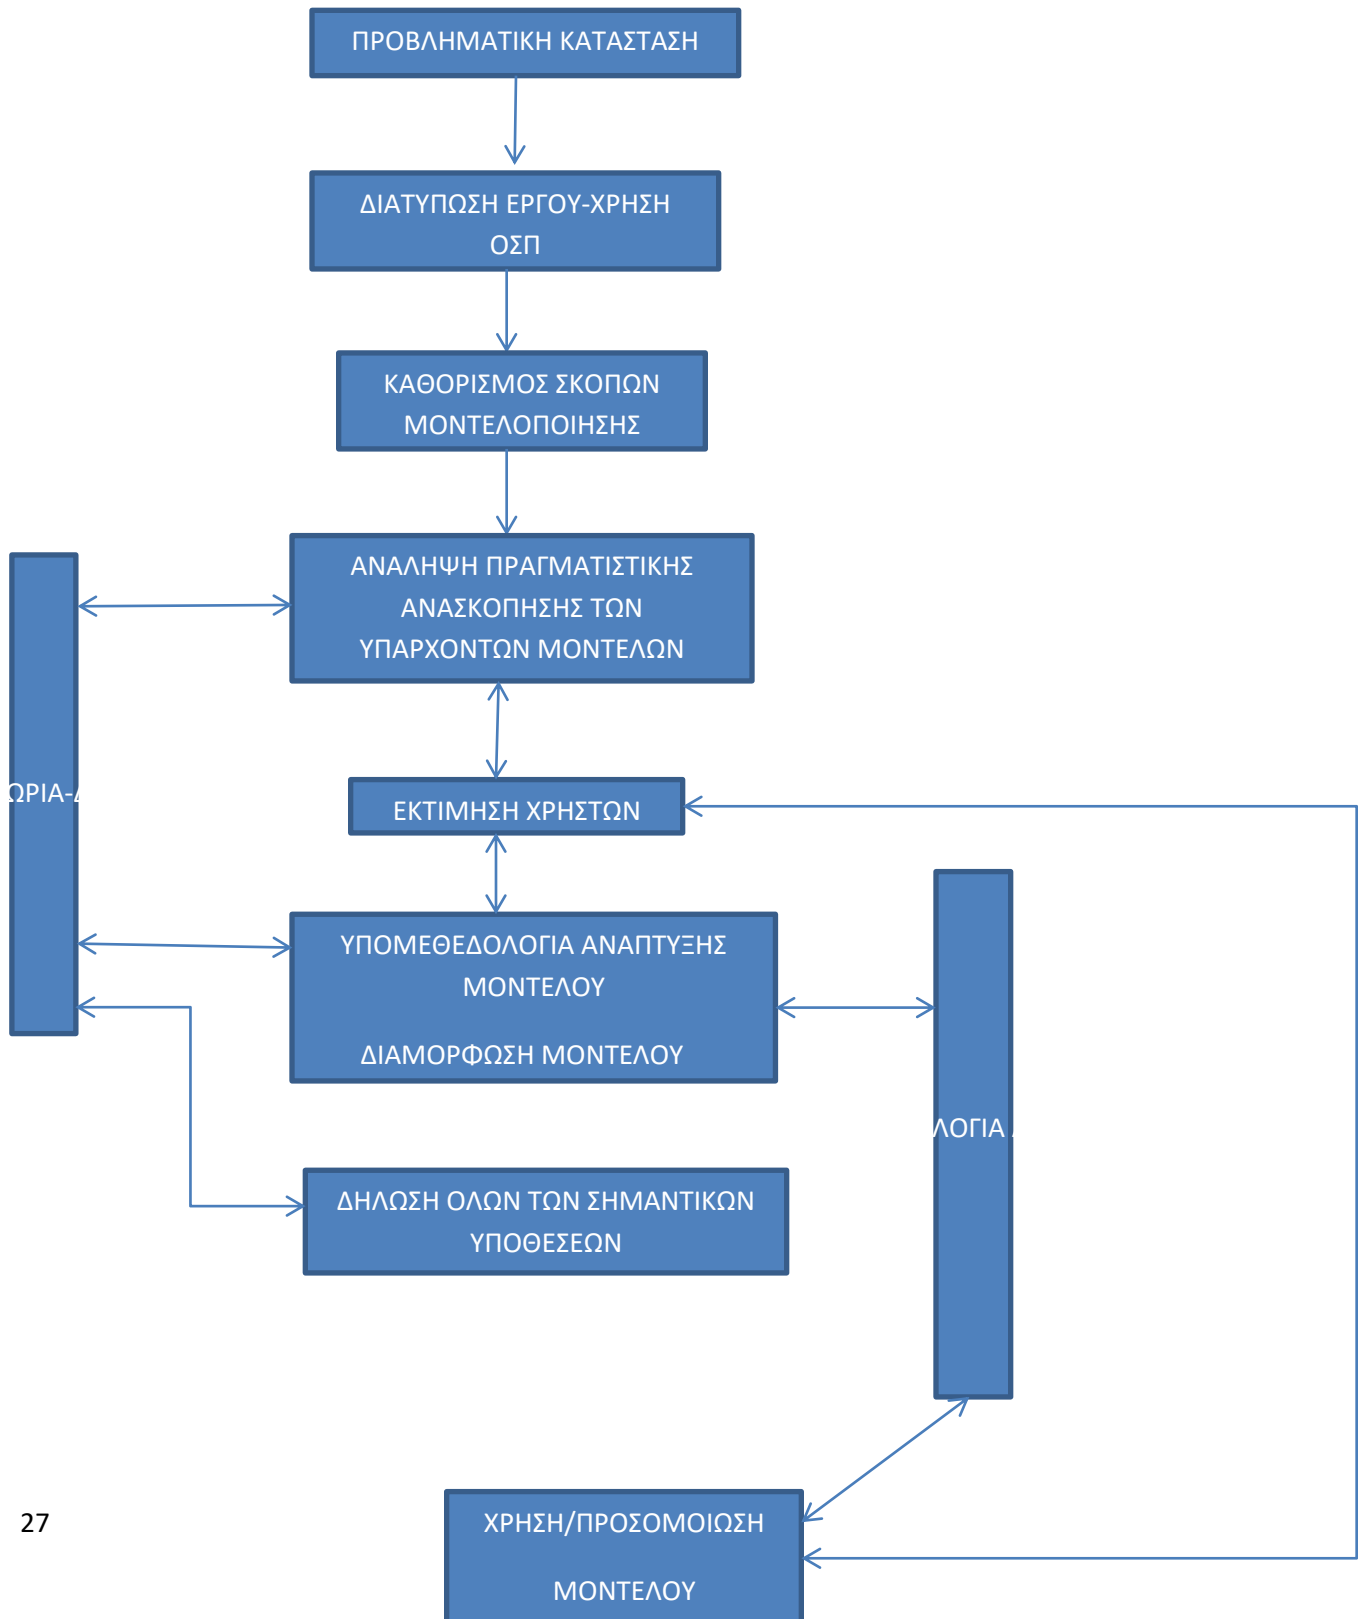 ΠΡΟΒΛΗΜΑΤΙΚΗ ΚΑΤΑΣΤΑΣΗ
ΔΙΑΤΥΠΩΣΗ ΕΡΓΟΥ-ΧΡΗΣΗ
ΟΣΠ
ΚΑΘΟΡΙΣΜΟΣ ΣΚΟΠΩΝ
ΜΟΝΤΕΛΟΠΟΙΗΣΗΣ
ΑΝΑΛΗΨΗ ΠΡΑΓΜΑΤΙΣΤΙΚΗΣ
ΑΝΑΣΚΟΠΗΣΗΣ ΤΩΝ
ΥΠΑΡΧΟΝΤΩΝ ΜΟΝΤΕΛΩΝ
ΕΚΤΙΜΗΣΗ ΧΡΗΣΤΩΝ
ΥΠΟΜΕΘΕΔΟΛΟΓΙΑ ΑΝΑΠΤΥΞΗΣ
ΜΟΝΤΕΛΟΥ
ΔΙΑΜΟΡΦΩΣΗ ΜΟΝΤΕΛΟΥ
ΛΟΓΙΑ
ΔΗΛΩΣΗ ΟΛΩΝ ΤΩΝ ΣΗΜΑΝΤΙΚΩΝ
ΥΠΟΘΕΣΕΩΝ
ΧΡΗΣΗ/ΠΡΟΣΟΜΟΙΩΣΗ
ΜΟΝΤΕΛΟΥ
27